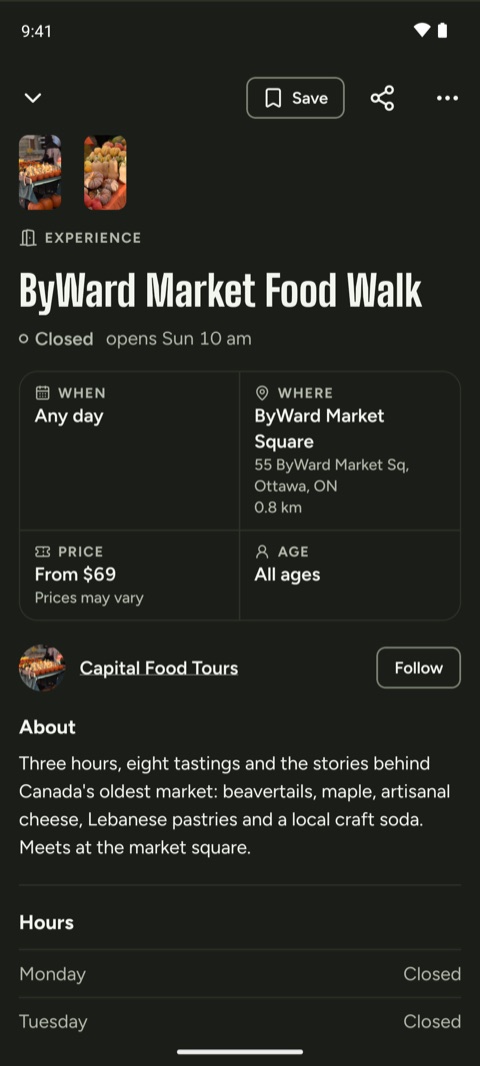 9:41
Save
EXPERIENCE
ByWard Market Food Walk
Closed opens Sun 10 am
WHEN
Any day
WHERE
ByWard Market
Square
55 ByWard Market Sq,
Ottawa, ON
0.8 km
PRICE
From $69
Prices may vary
AGE
All ages
Capital Food Tours
Follow
About
Three hours, eight tastings and the stories behind
Canada's oldest market: beavertails, maple, artisanal
cheese, Lebanese pastries and a local craft soda.
Meets at the market square.
Hours
Monday Closed
Tuesday Closed